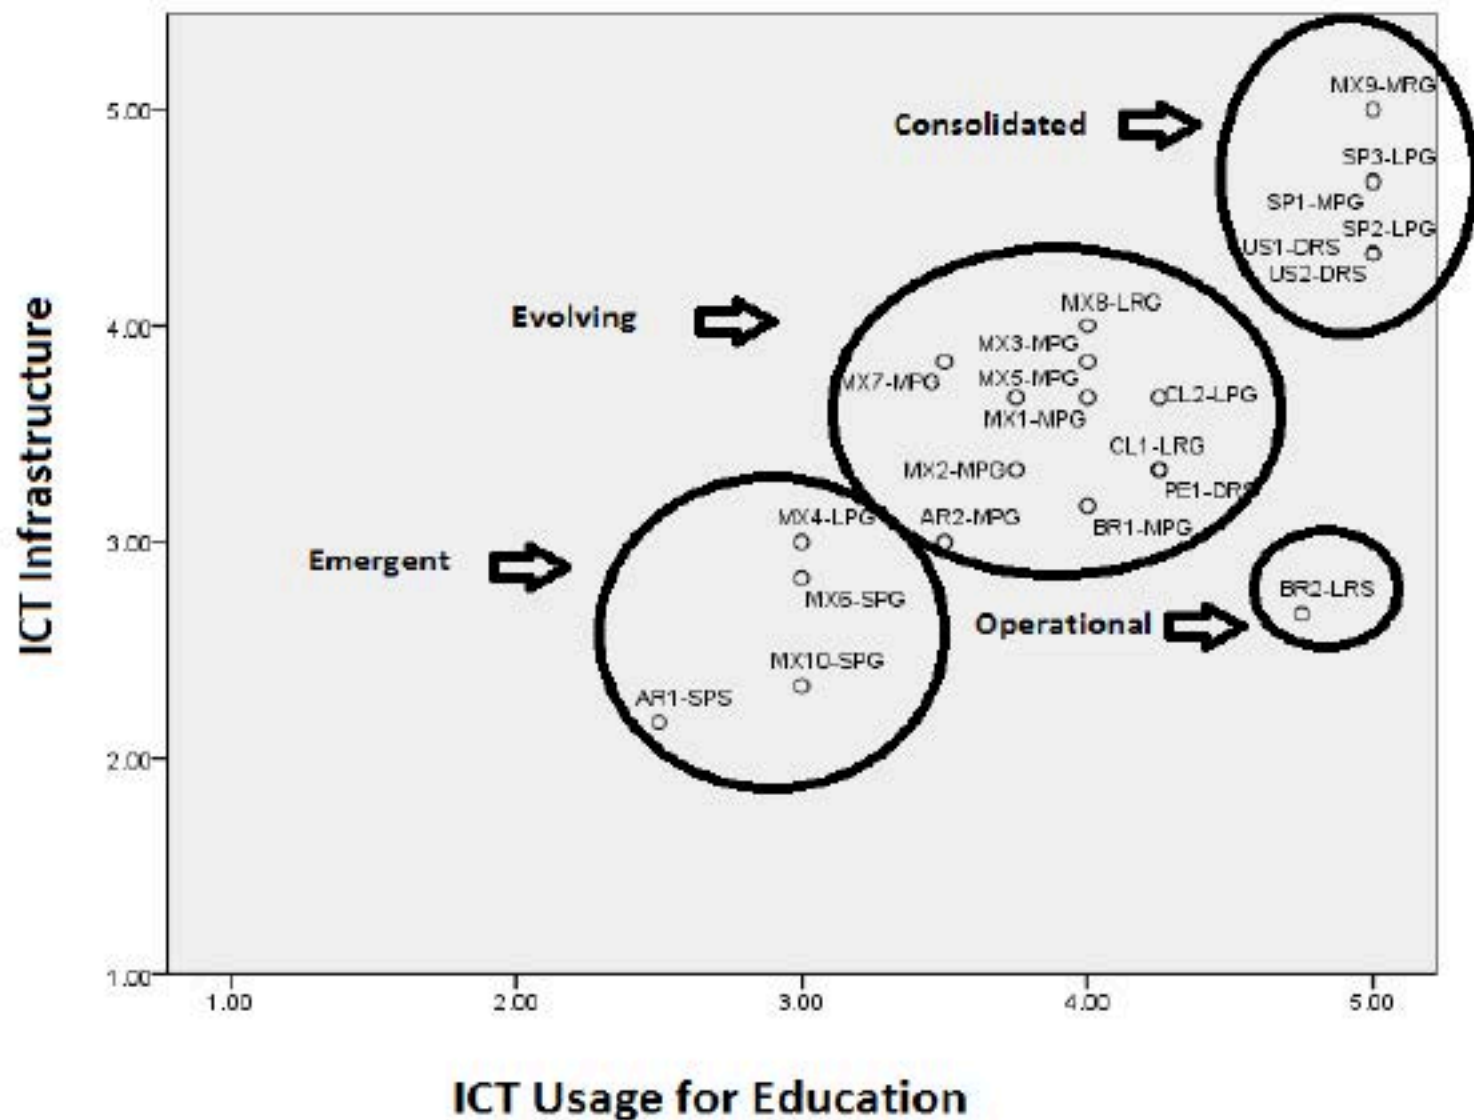 MX9-MRG
5.00
Consolidated
SP3-LPG
SP1-MPG
SP2-LPG
US1-DRS
US2-DRS
Evolving
4.00
MX8-LRG
MX3-MPG
MX7-MPG
MX5-MPG
CL2-LPG
MX1-MPG
CL1-LRG
MX2-MPG
PE1-DRS
MX4-LPG
AR2-MPG
BR1-MPG
3.00
Emergent
BR2-LRS
MX6-SPG
Operational
MX10-SPG
AR1-SPS
2.00
1.00
ICT Infrastructure
1.00 2.00 3.00 4.00 5.00
ICT Usage for Education